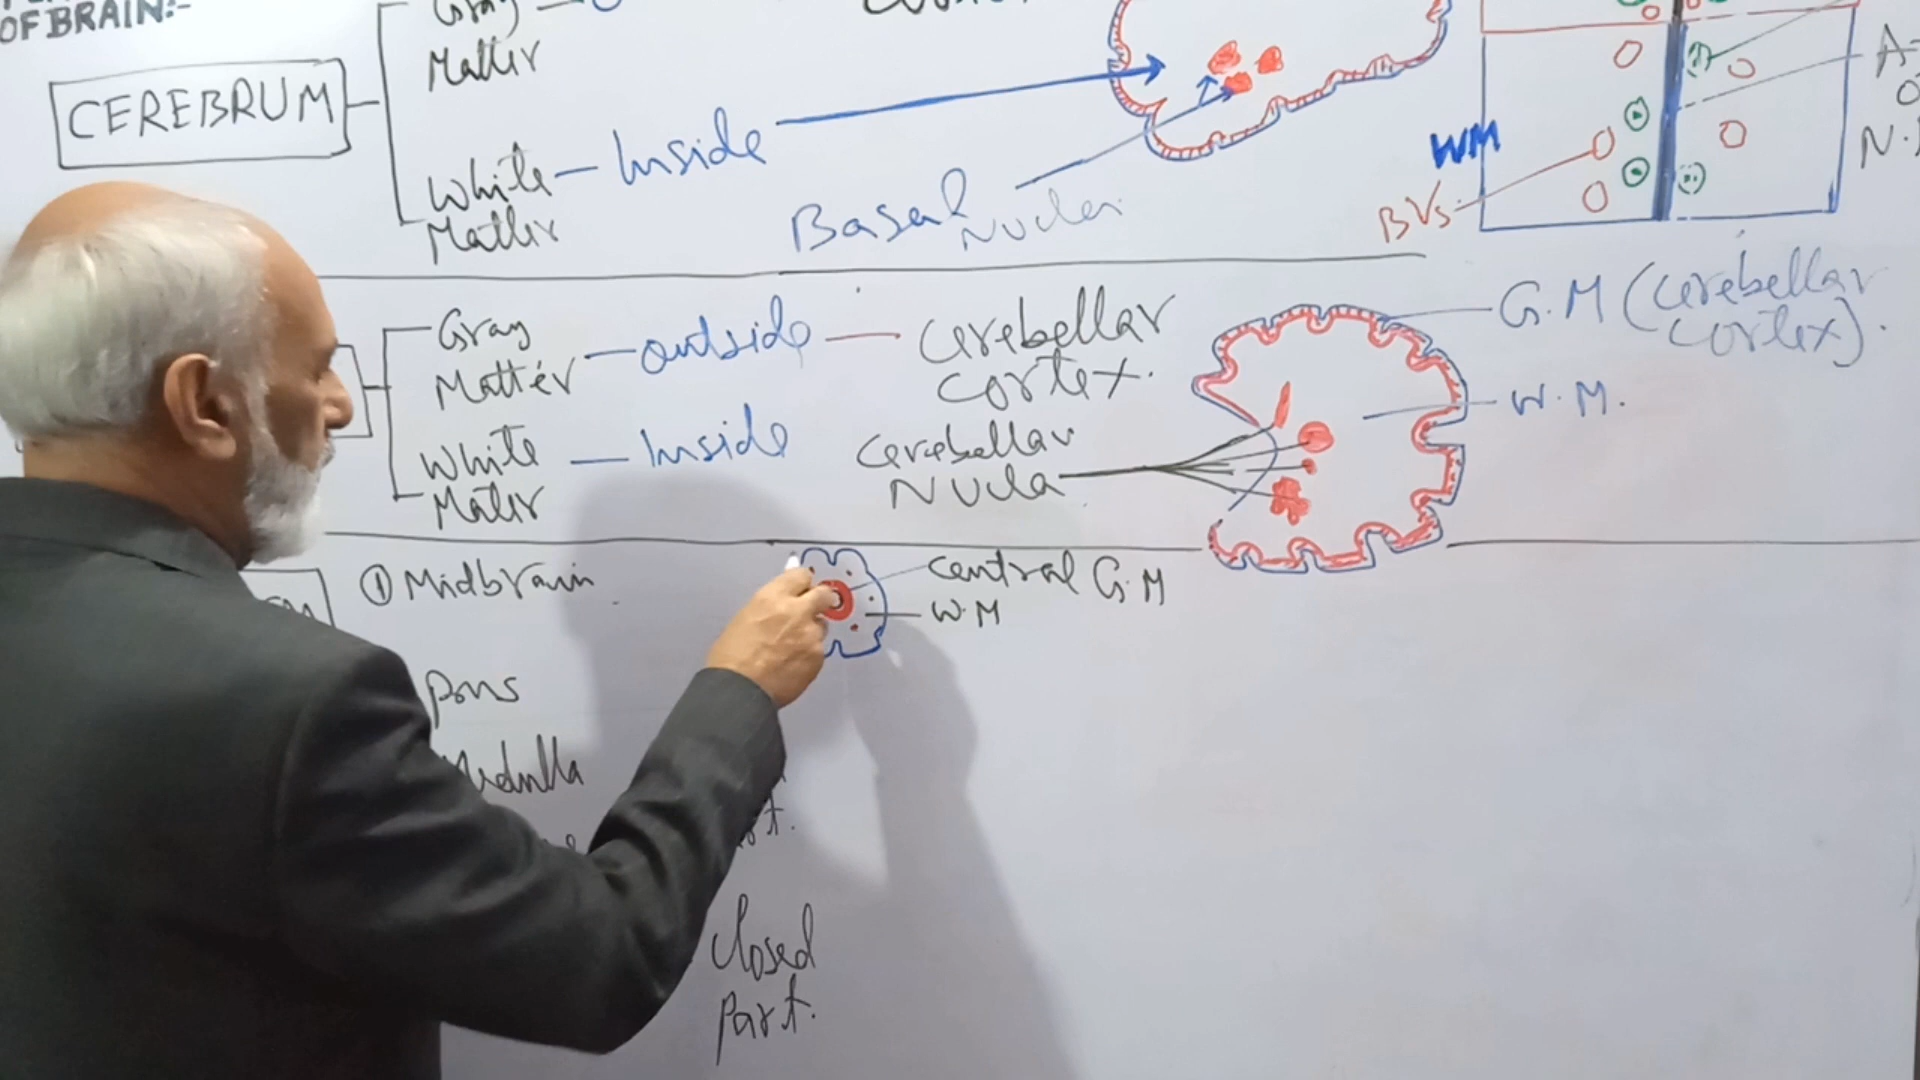 OF BRAIN:-
Gray
Matter
CEREBRUM
White
Matter
Inside
Basal
Nuclei
WM
BVs
A-
Gray
Matter
outside
Cerebellar
Cortex.
White
Matter
Inside
Cerebellar
Nuclei
G.M (Cerebellar
Cortex).
W.M.
① Midbrain
Central G.M
W.M
Pons
Medulla
Closed
Part.